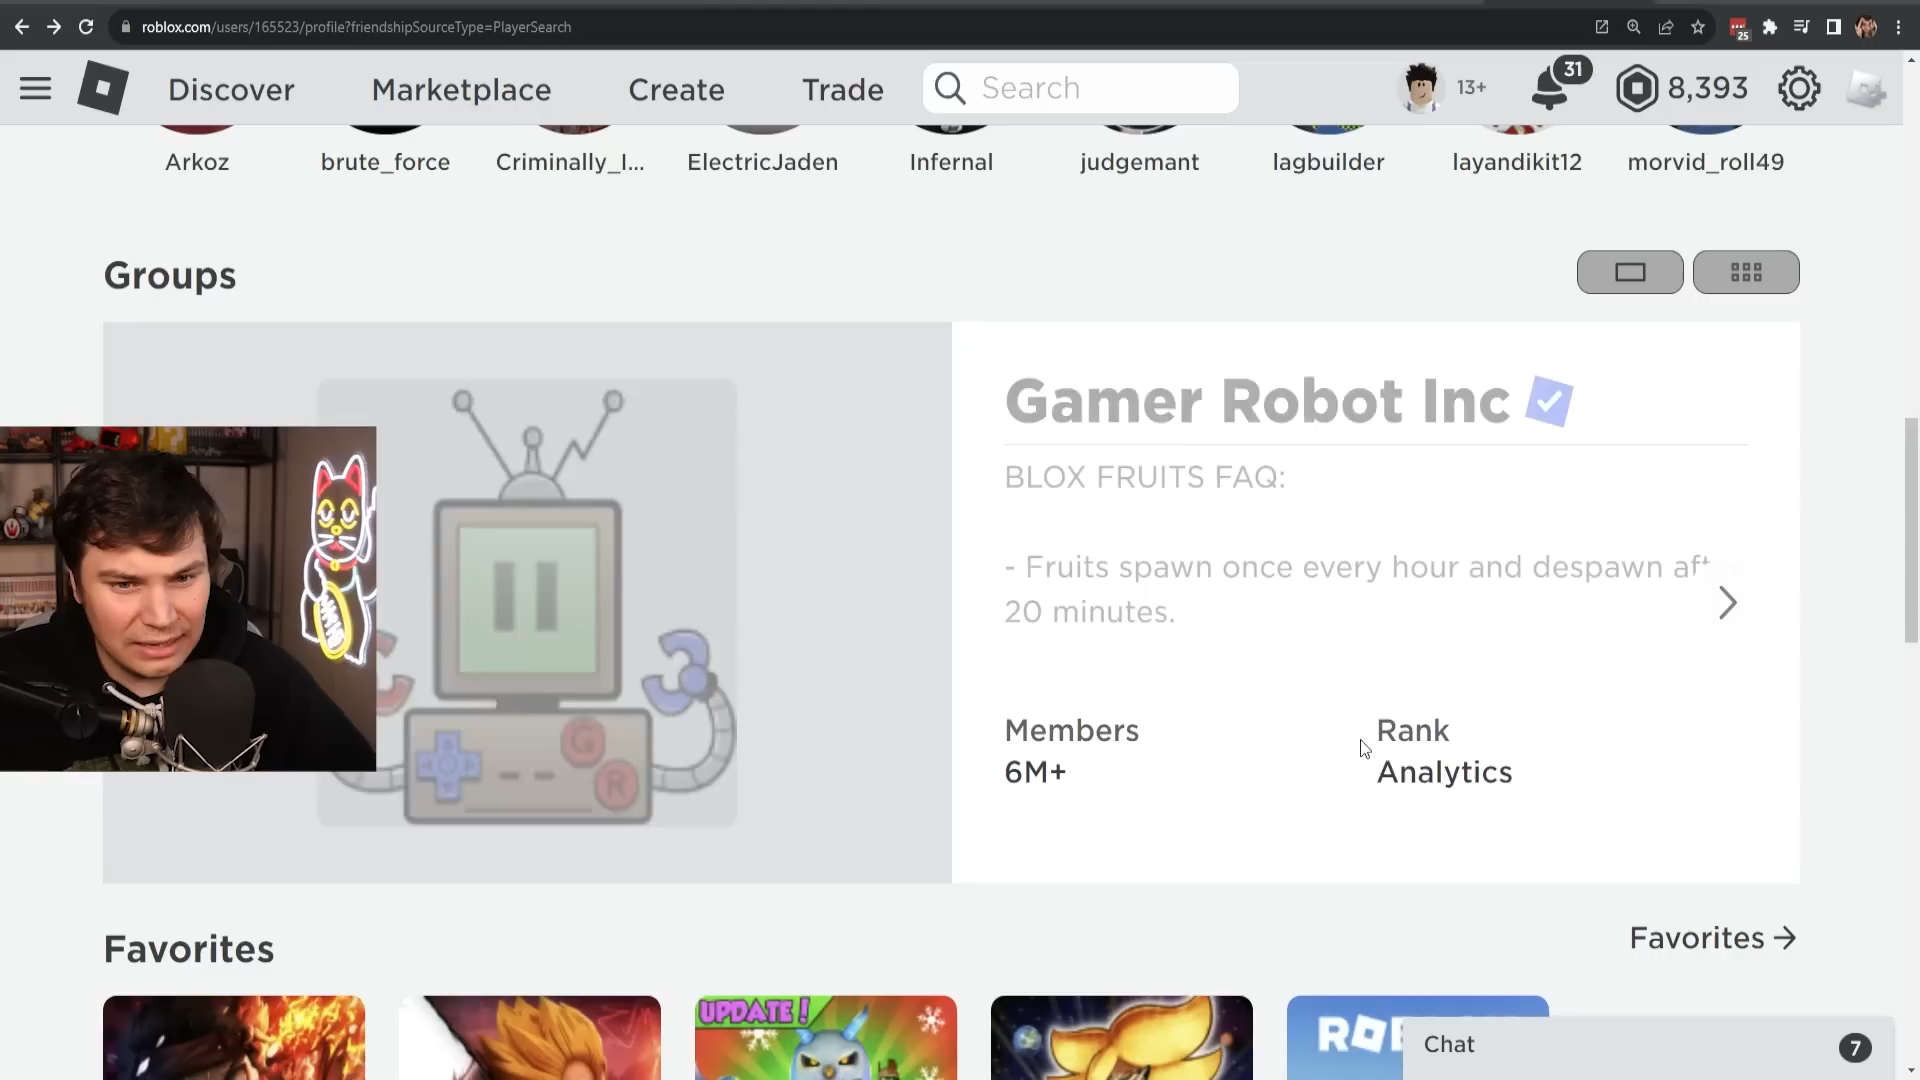 roblox.com/users/165523/profile?friendshipSourceType=PlayerSearch
25
Discover
Marketplace
Create
Trade
Search
13+
31
8,393
Arkoz
brute_force
Criminally_I...
ElectricJaden
Infernal
judgemant
lagbuilder
layandikit12
morvid_roll49
Groups
Gamer Robot Inc
BLOX FRUITS FAQ:
- Fruits spawn once every hour and despawn aft
20 minutes.
Members
Rank
6M+
Analytics
G
R
Favorites
Favorites
UPDATE!
Chat
7